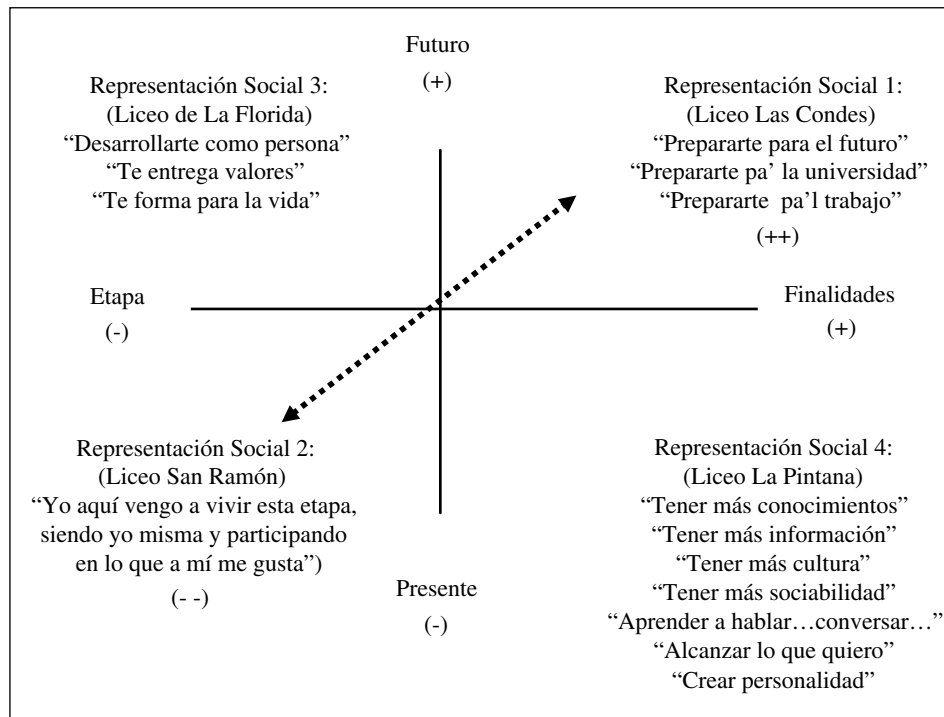 Futuro
(+)
Representación Social 3:
(Liceo de La Florida)
“Desarrollarte como persona”
“Te entrega valores”
“Te forma para la vida”
Representación Social 1:
(Liceo Las Condes)
“Prepararte para el futuro”
“Prepararte pa’ la universidad”
“Prepararte pa’l trabajo”
(++)
Etapa
(-)
Finalidades
(+)
Representación Social 2:
(Liceo San Ramón)
“Yo aquí vengo a vivir esta etapa,
siendo yo misma y participando
en lo que a mí me gusta”)
(- -)
Presente
(-)
Representación Social 4:
(Liceo La Pintana)
“Tener más conocimientos”
“Tener más información”
“Tener más cultura”
“Tener más sociabilidad”
“Aprender a hablar…conversar…”
“Alcanzar lo que quiero”
“Crear personalidad”